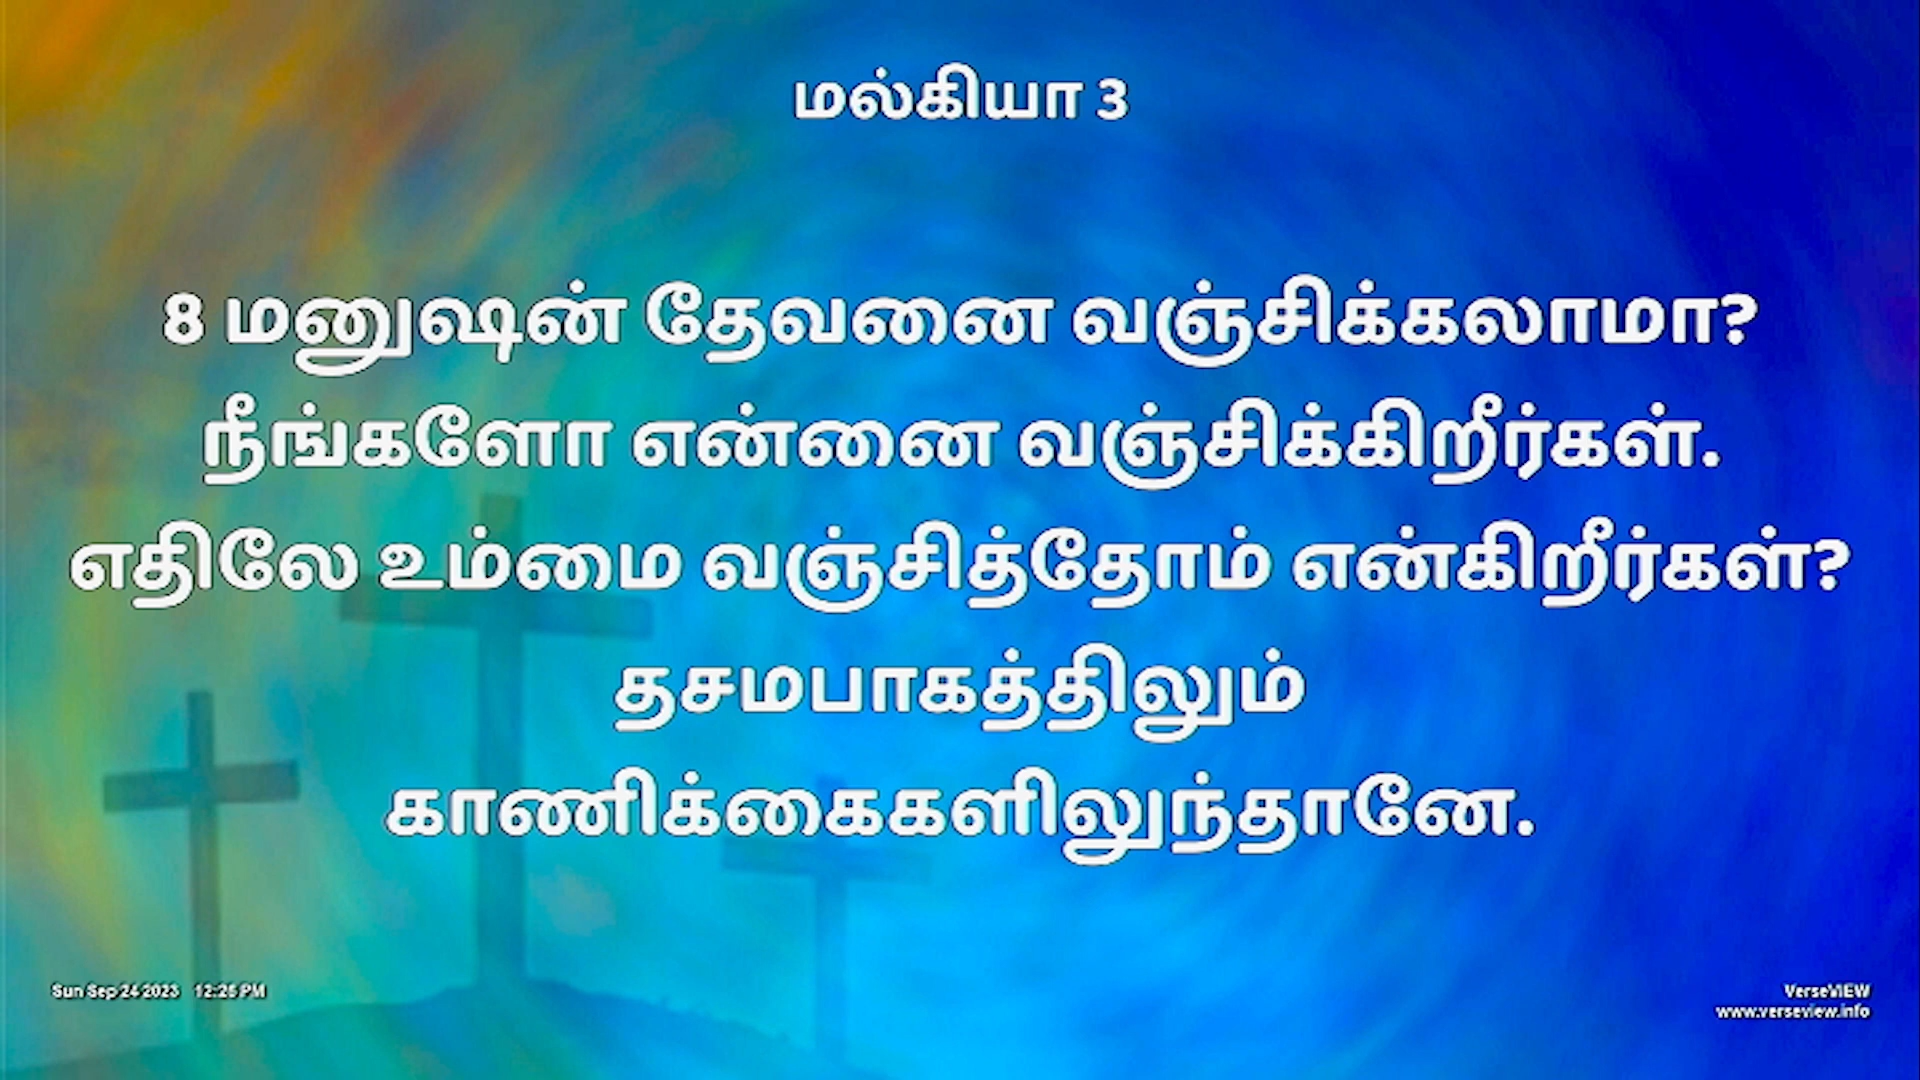 மல்கியா 3
8 மனுஷன் தேவனை வஞ்சிக்கலாமா?
நீங்களோ என்னை வஞ்சிக்கிறீர்கள்.
எதிலே உம்மை வஞ்சித்தோம் என்கிறீர்கள்?
தசமபாகத்திலும்
காணிக்கைகளிலுந்தானே.
Sun Sep 24 2023 12:25 PM
VerseVIEW
www.verseview.info